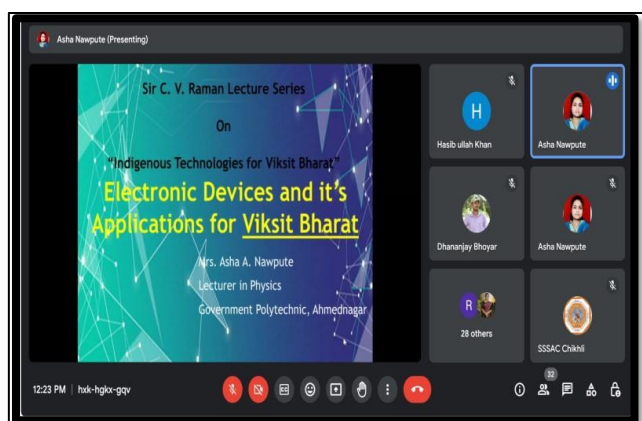 Asha Nawpute (Presenting)
Sir C. V. Raman Lecture Series
On
"Indigenous Technologies for Viksit Bharat"
Electronic Devices and it's
Applications for Viksit Bharat
Mrs. Asha A. Nawpute
Lecturer in Physics
Government Polytechnic, Ahmednagar
H
Hasib ullah Khan
Asha Nawpute
Dhananjay Bhoyar
Asha Nawpute
R
28 others
SSSAC Chikhli
12:23 PM | hxk-hgkx-gqv
CC
32